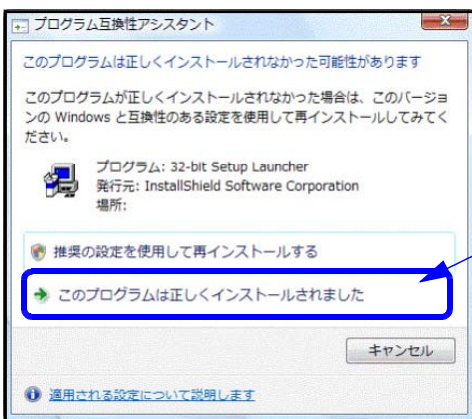 プログラム互換性アシスタント
このプログラムは正しくインストールされなかった可能性があります
このプログラムが正しくインストールされなかった場合は、このバージョ
ンの Windows と互換性のある設定を使用して再インストールしてみてく
ださい。
プログラム: 32-bit Setup Launcher
発行元: InstallShield Software Corporation
場所:
推奨の設定を使用して再インストールする
このプログラムは正しくインストールされました
キャンセル
適用される設定について説明します